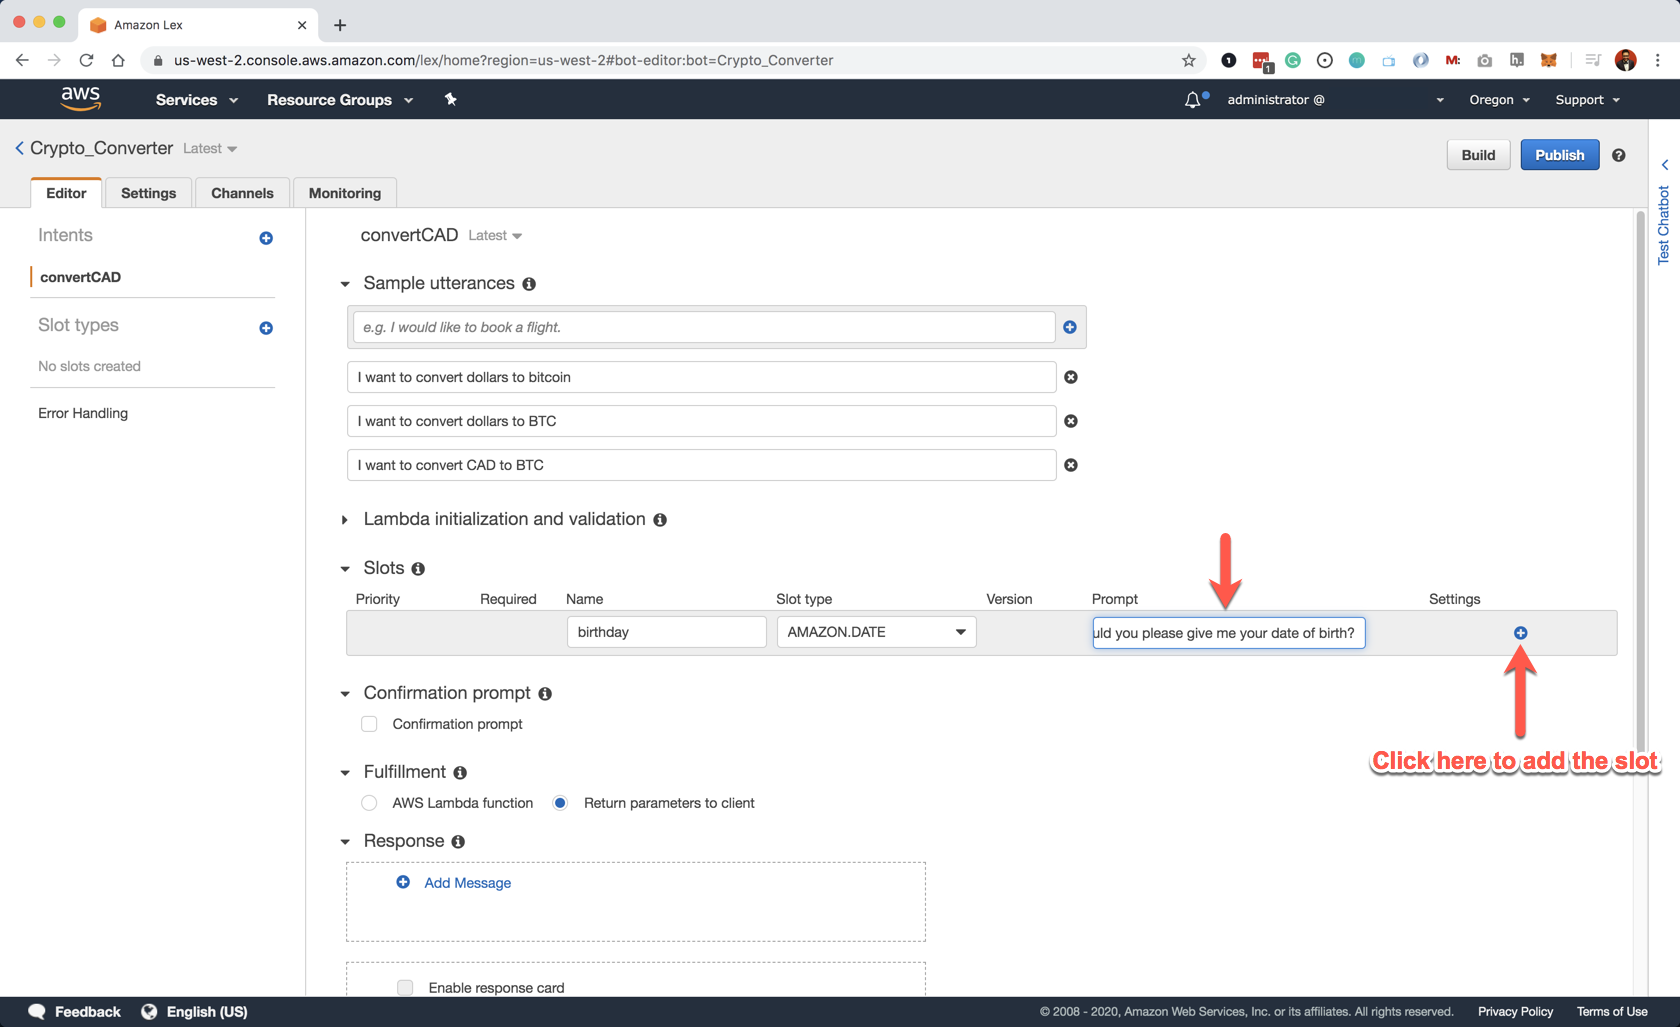 Amazon Lex
us-west-2.console.aws.amazon.com/lex/home?region=us-west-2#bot-editor:bot=Crypto_Converter
aws Services Resource Groups administrator @ Oregon Support
Crypto_Converter Latest Build Publish
Editor Settings Channels Monitoring
Test Chatbot
Intents
convertCAD
Slot types
No slots created
Error Handling
convertCAD Latest
Sample utterances
e.g. I would like to book a flight.
I want to convert dollars to bitcoin
I want to convert dollars to BTC
I want to convert CAD to BTC
Lambda initialization and validation
Slots
Priority Required Name Slot type Version Prompt Settings
birthday AMAZON.DATE uld you please give me your date of birth?
Confirmation prompt
Confirmation prompt
Click here to add the slot
Fulfillment
AWS Lambda function Return parameters to client
Response
Add Message
Enable response card
Feedback English (US) © 2008 - 2020, Amazon Web Services, Inc. or its affiliates. All rights reserved. Privacy Policy Terms of Use